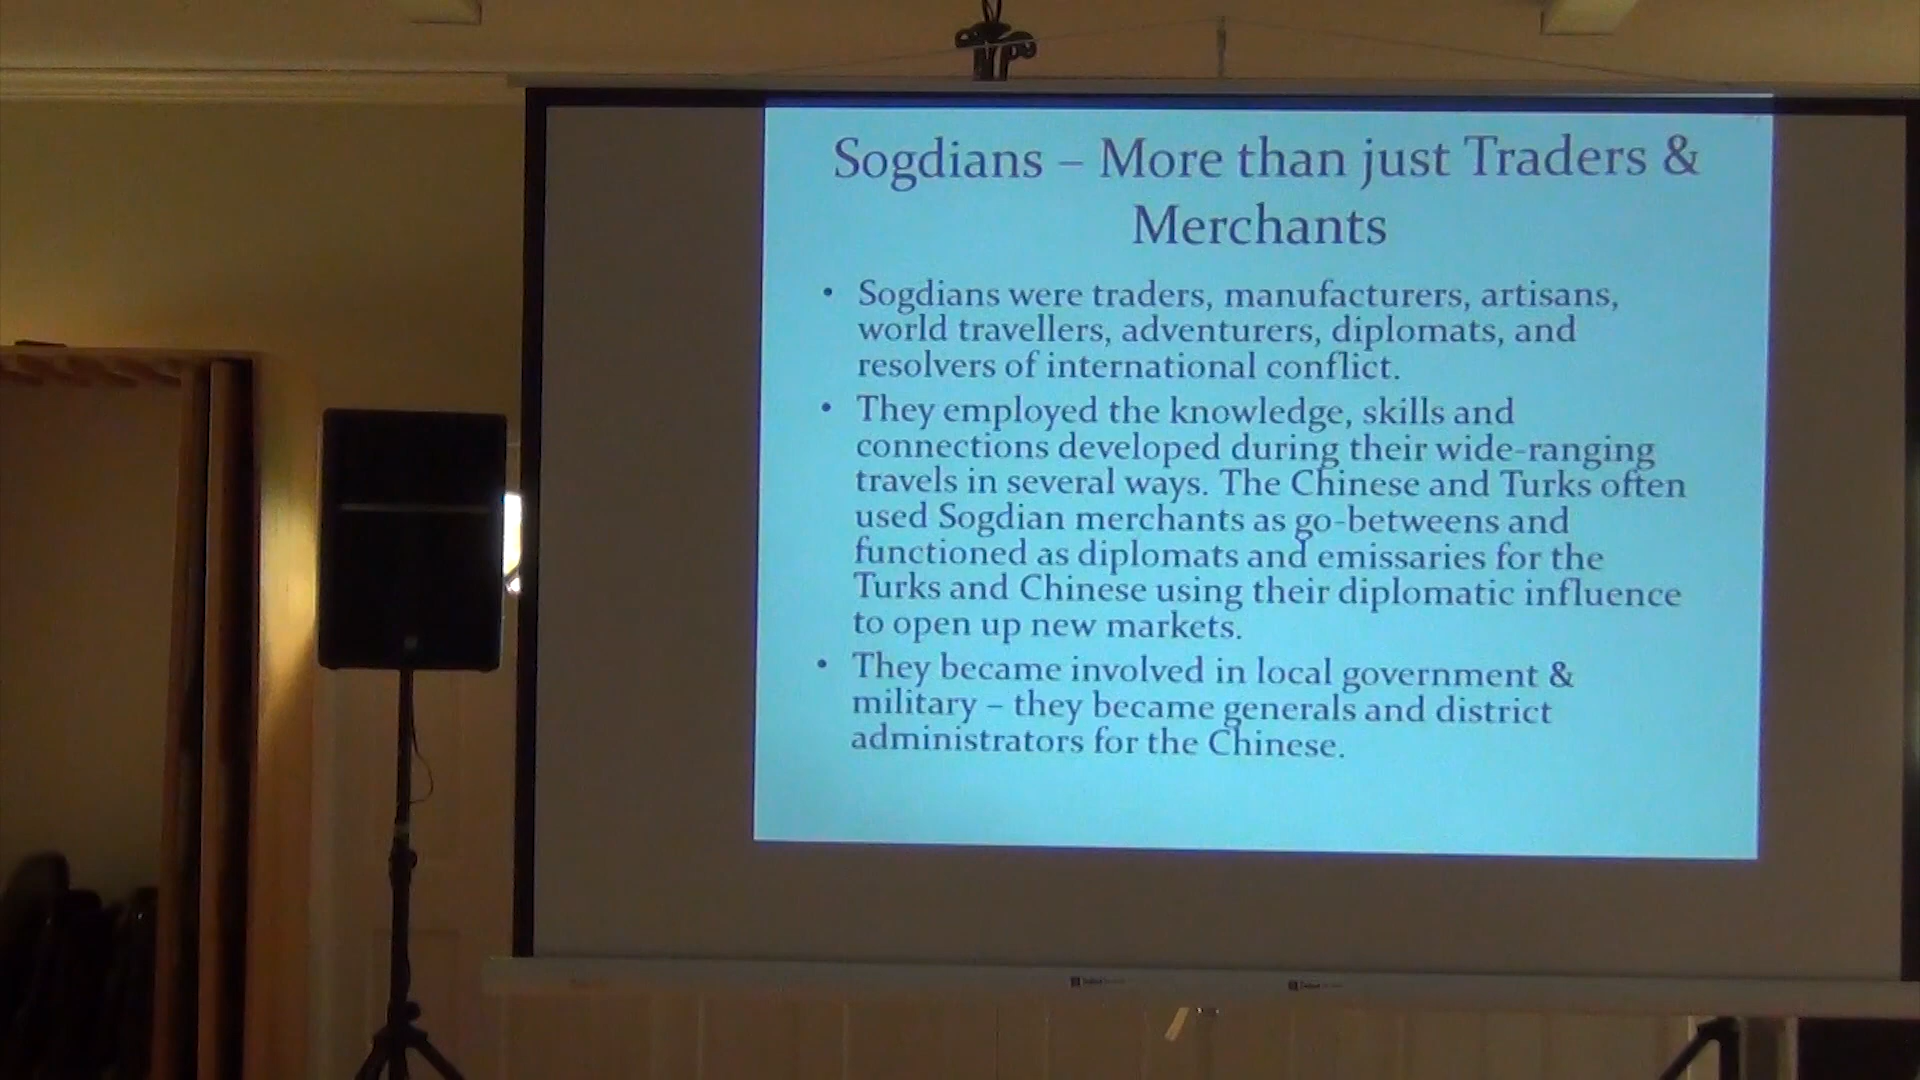 Sogdians – More than just Traders &
Merchants
• Sogdians were traders, manufacturers, artisans,
world travellers, adventurers, diplomats, and
resolvers of international conflict.
• They employed the knowledge, skills and
connections developed during their wide-ranging
travels in several ways. The Chinese and Turks often
used Sogdian merchants as go-betweens and
functioned as diplomats and emissaries for the
Turks and Chinese using their diplomatic influence
to open up new markets.
• They became involved in local government &
military – they became generals and district
administrators for the Chinese.